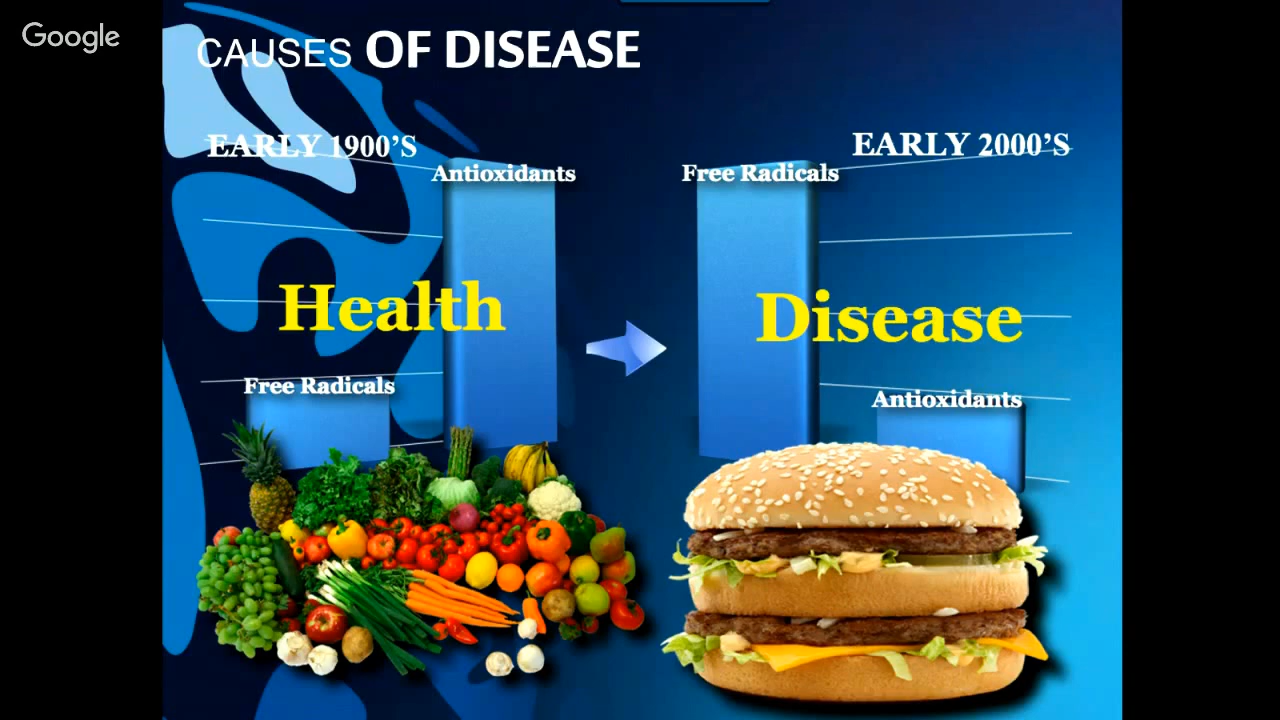 Google
CAUSES OF DISEASE
EARLY 1900'S
EARLY 2000'S
Antioxidants
Free Radicals
Health
Disease
Free Radicals
Antioxidants